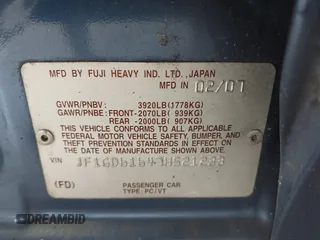 MFD BY FUJI HEAVY IND. LTD., JAPAN
MFD IN 02/07
GVWR/PNBV : 3920LB(1778KG)
GAWR/PNBE: FRONT-2070LB( 939KG)
REAR -2000LB( 907KG)
THIS VEHICLE CONFORMS TO ALL APPLICABLE
FEDERAL MOTOR VEHICLE SAFETY, BUMPER,
AND THEFT PREVENTION STANDARDS IN
EFFECT ON THE DATE OF MANUFACTURE
SHOWN ABOVE.
VIN
(FD)
PASSENGER CAR
TYPE: PC/VT
DREAMBID